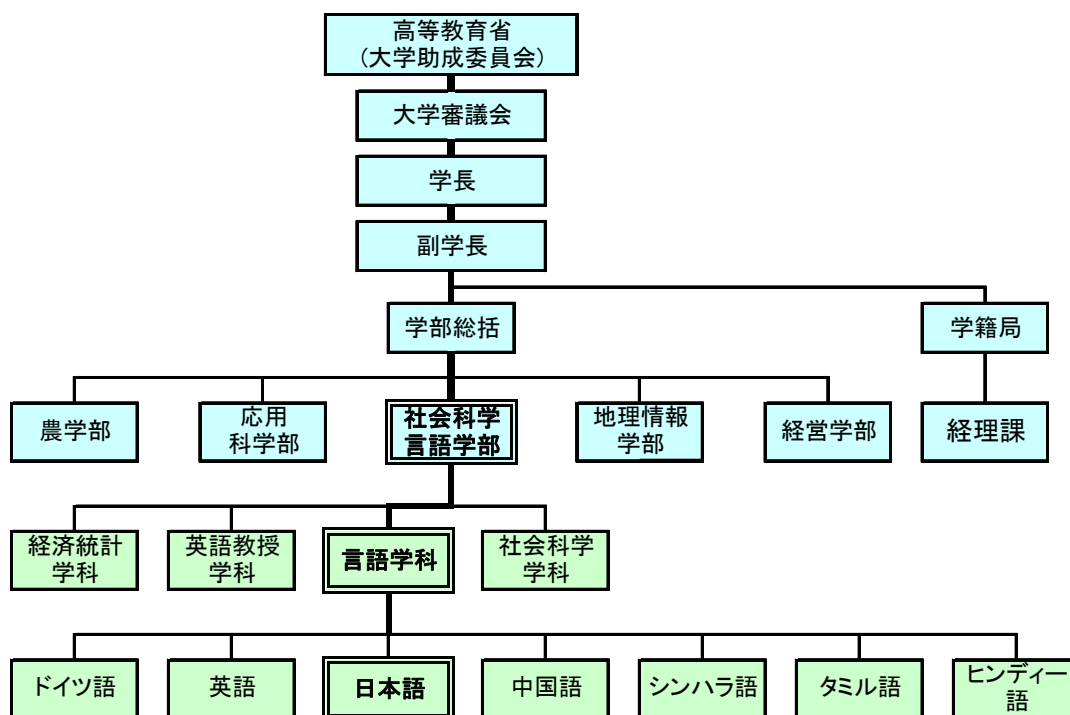 高等教育省
（大学助成委員会）
大学審議会
学長
副学長
学部総括
学籍局
農学部
応用
科学部
社会科学
言語学部
地理情報
学部
経営学部
経理課
経済統計
学科
英語教授
学科
言語学科
社会科学
学科
ドイツ語
英語
日本語
中国語
シンハラ語
タミル語
ヒンディー
語